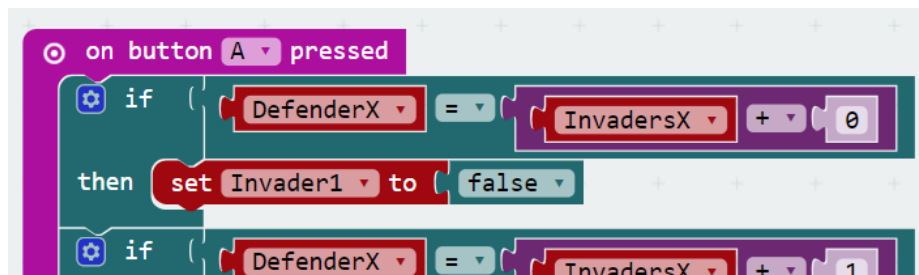 on button A pressed
if DefenderX = InvadersX + 0
then set Invader1 to false
if DefenderX = InvadersX + 1